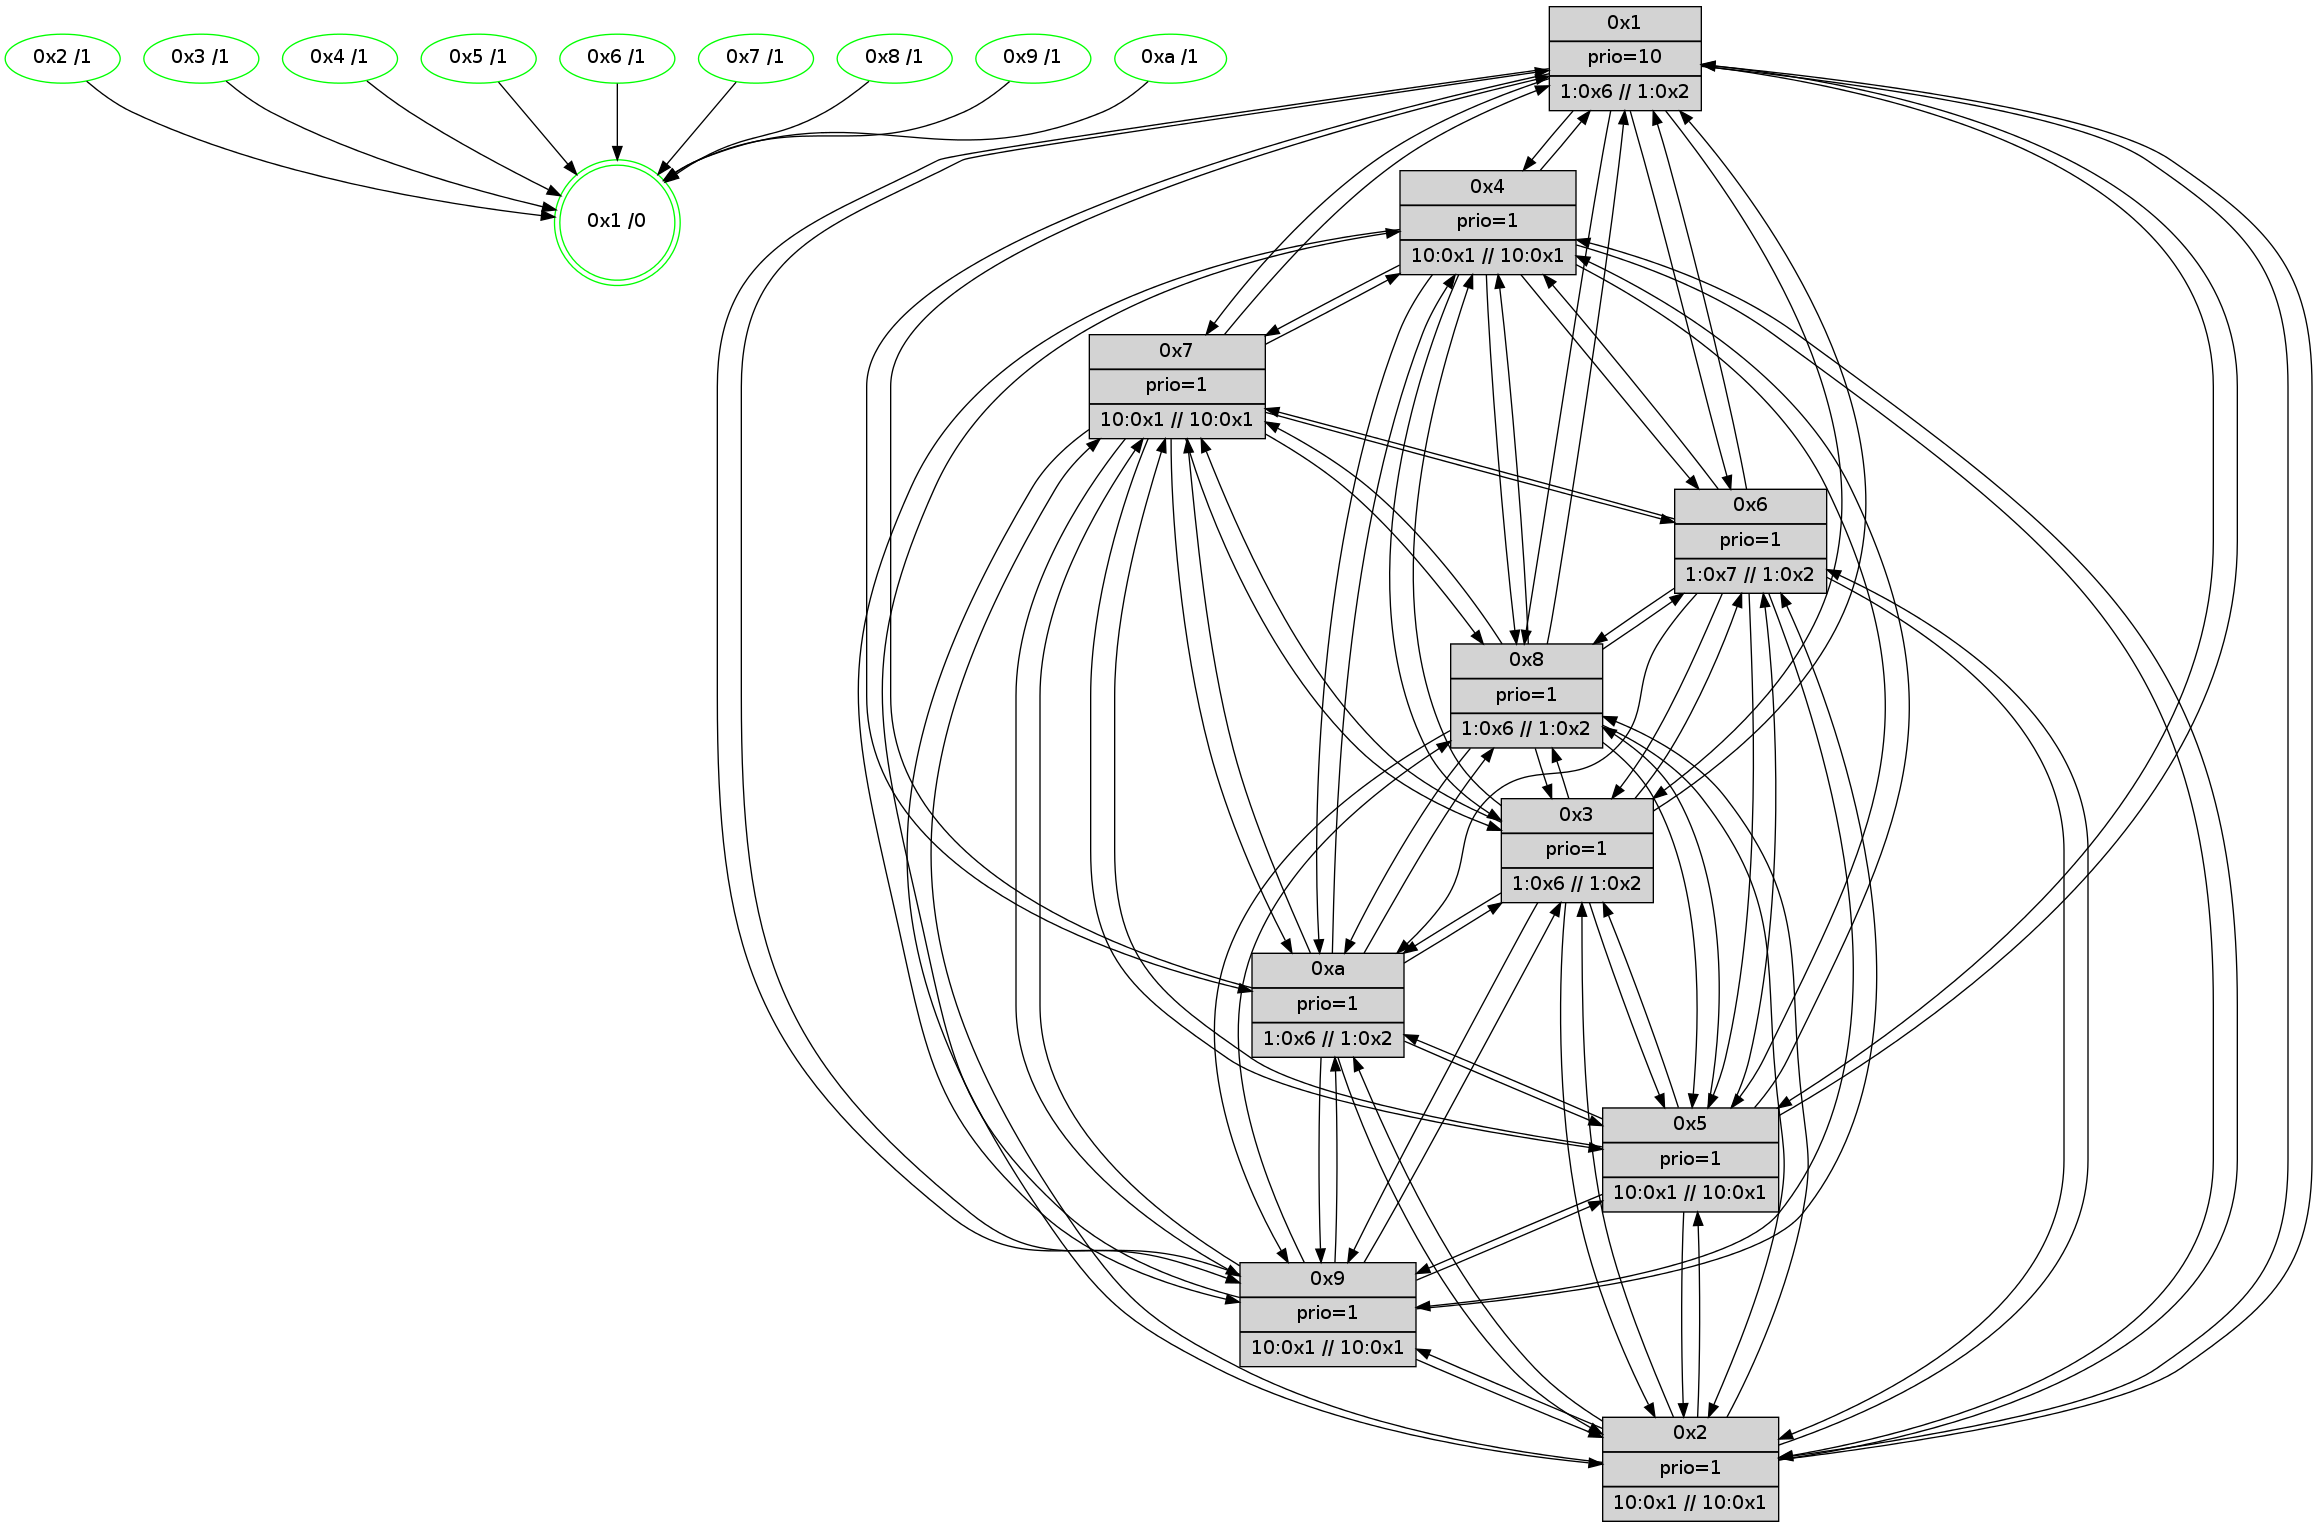 0x2 /1
0x3 /1
0x4 /1
0x5 /1
0x6 /1
0x7 /1
0x8 /1
0x9 /1
0xa /1
0x1 /0
0x1
prio=10
1:0x6 // 1:0x2
0x4
prio=1
10:0x1 // 10:0x1
0x7
prio=1
10:0x1 // 10:0x1
0x6
prio=1
1:0x7 // 1:0x2
0x8
prio=1
1:0x6 // 1:0x2
0x3
prio=1
1:0x6 // 1:0x2
0xa
prio=1
1:0x6 // 1:0x2
0x5
prio=1
10:0x1 // 10:0x1
0x9
prio=1
10:0x1 // 10:0x1
0x2
prio=1
10:0x1 // 10:0x1